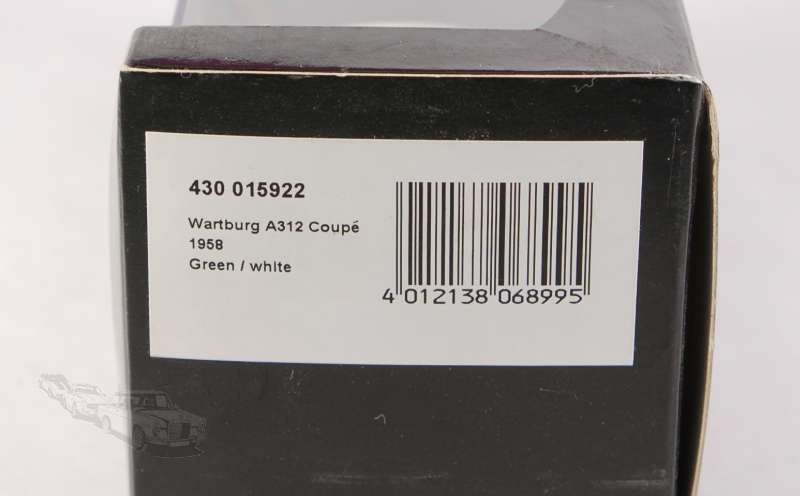 430 015922
Wartburg A312 Coupé
1958
Green / white
4 012138 068995